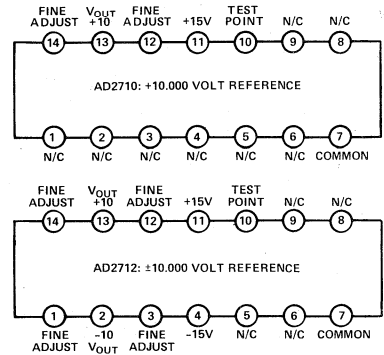 FINE VOUT FINE TEST
ADJUST +10 ADJUST +15V POINT N/C N/C
14 13 12 11 10 9 8
AD2710: +10.000 VOLT REFERENCE
1 2 3 4 5 6 7
N/C N/C N/C N/C N/C N/C COMMON
FINE VOUT FINE TEST
ADJUST +10 ADJUST +15V POINT N/C N/C
14 13 12 11 10 9 8
AD2712: ±10.000 VOLT REFERENCE
1 2 3 4 5 6 7
FINE -10 FINE -15V N/C N/C COMMON
ADJUST VOUT ADJUST